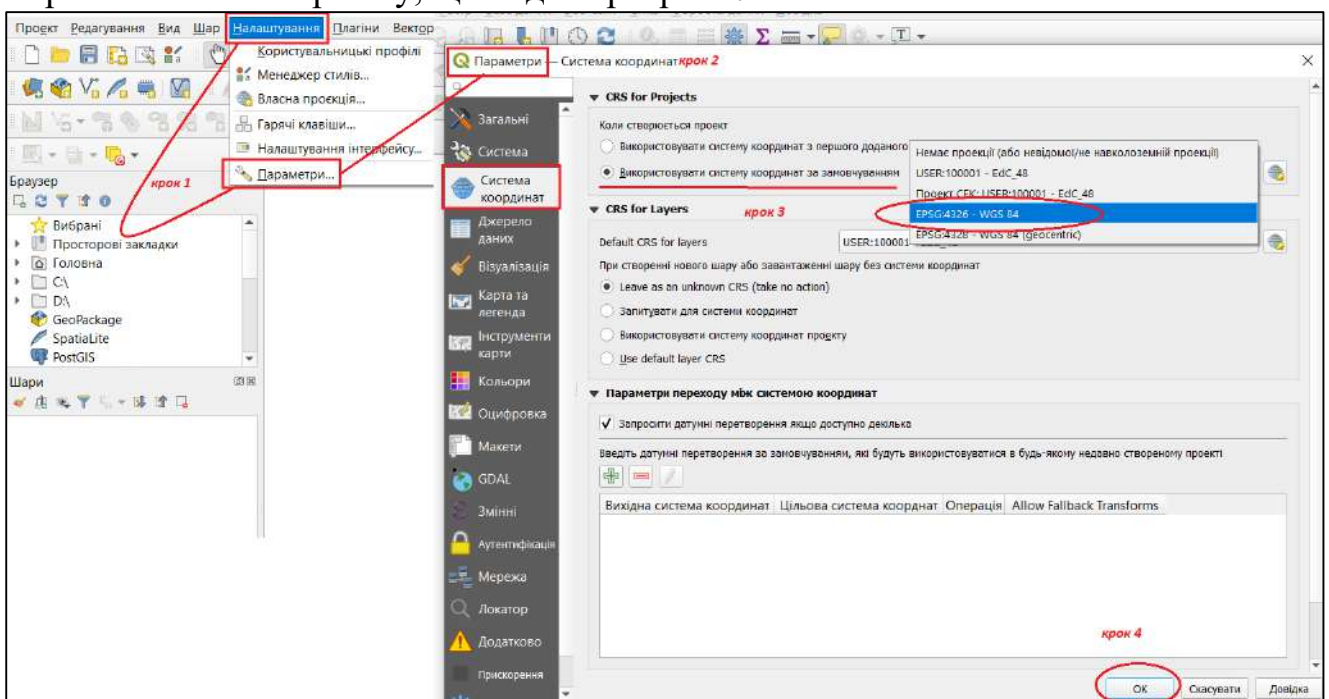 Проєкт Редагування Вид Шар Налаштування Плагіни Вектор
Користувальницькі профілі
Менеджер стилів...
Власна проєкція...
Гарячі клавіши...
Налаштування інтерфейсу...
Параметри...
крок 1
Браузер
Вибрані
Просторові закладки
Головна
C:\
D:\
GeoPackage
SpatiaLite
PostGIS
Шари
Параметри — Система координат крок 2
Загальні
Система
Система координат
Джерело даних
Візуалізація
Карта та легенда
Інструменти карти
Кольори
Оцифровка
Макети
GDAL
Змінні
Аутентифікація
Мережа
Локатор
Додатково
Прискорення
CRS for Projects
Коли створюється проект
Використовувати систему координат з першого доданого
Використовувати систему координат за замовчуванням
Немає проекції (або невідомої/не навколоземній проекції)
USER:100001 - EdC_48
Проєкт СЕК: USER:100001 - EdC_48
EPSG:4326 - WGS 84
EPSG:4328 - WGS 84 (geocentric)
CRS for Layers
крок 3
Default CRS for layers
USER:100001
При створенні нового шару або завантаженні шару без системи координат
Leave as an unknown CRS (take no action)
Запитувати для системи координат
Використовувати систему координат проєкту
Use default layer CRS
Параметри переходу між системою координат
Запросити датумні перетворення якщо доступно декілька
Введіть датумні перетворення за замовчуванням, які будуть використовуватися в будь-якому недавно створеному проекті
Вихідна система координат Цільова система коорднат Операція Allow Fallback Transforms
крок 4
OK Скасувати Довідка